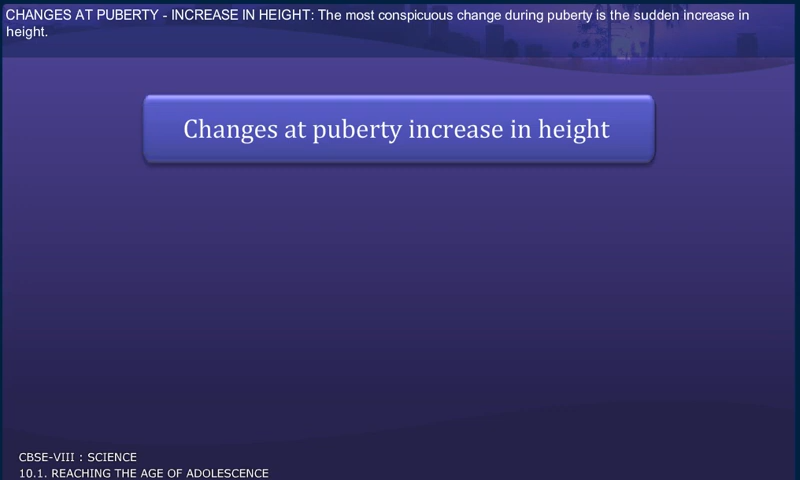 CHANGES AT PUBERTY - INCREASE IN HEIGHT: The most conspicuous change during puberty is the sudden increase in
height.
Changes at puberty increase in height
CBSE-VIII : SCIENCE
10.1. REACHING THE AGE OF ADOLESCENCE